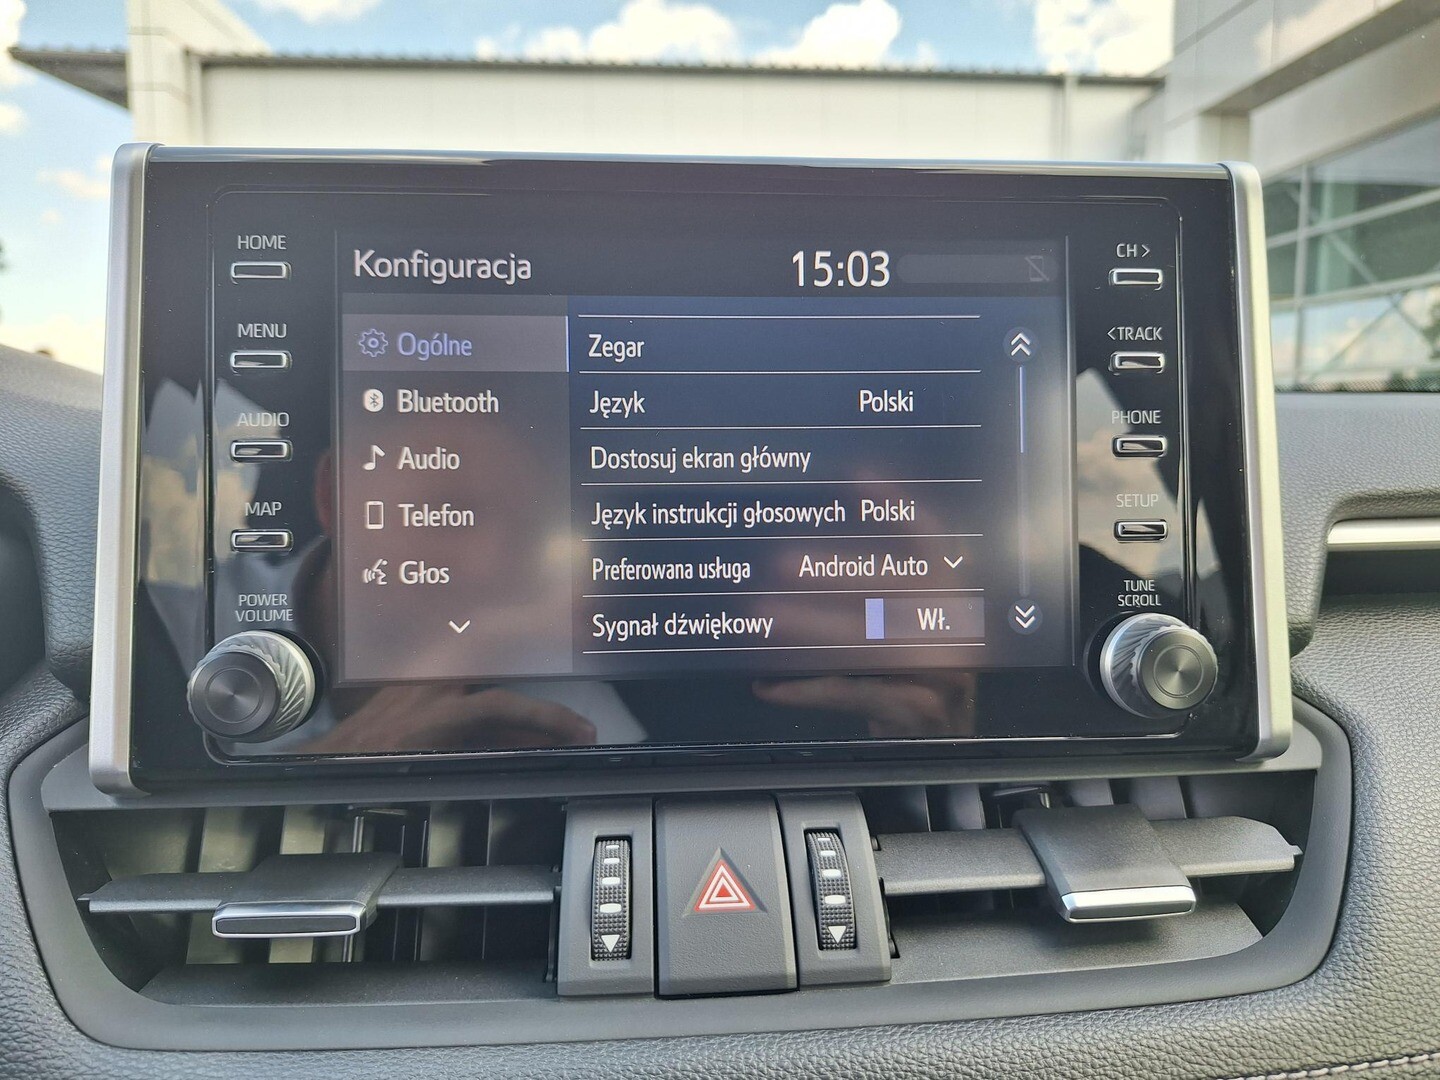 HOME
MENU
AUDIO
MAP
POWER
VOLUME
Konfiguracja 15:03
Ogólne
Bluetooth
Audio
Telefon
Głos
Zegar
Język Polski
Dostosuj ekran główny
Język instrukcji głosowych Polski
Preferowana usługa Android Auto
Sygnał dźwiękowy Wł.
CH >
< TRACK
PHONE
SETUP
TUNE
SCROLL